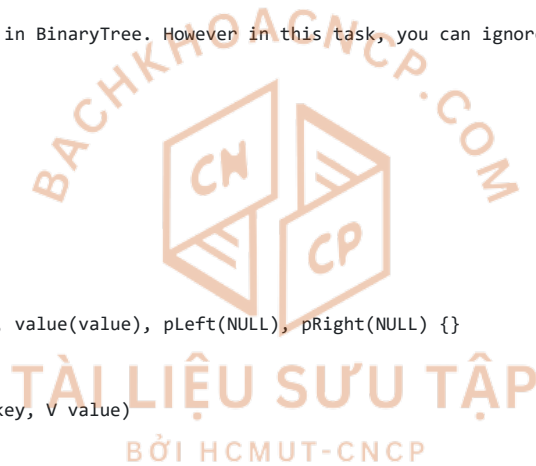 in BinaryTree. However in this task, you can ignore
BACHKHOACNCP.COM
CN
CP
value(value), pLeft(NULL), pRight(NULL) {}
TÀI LIỆU SƯU TẬP
key, V value)
BỞI HCMUT-CNCP